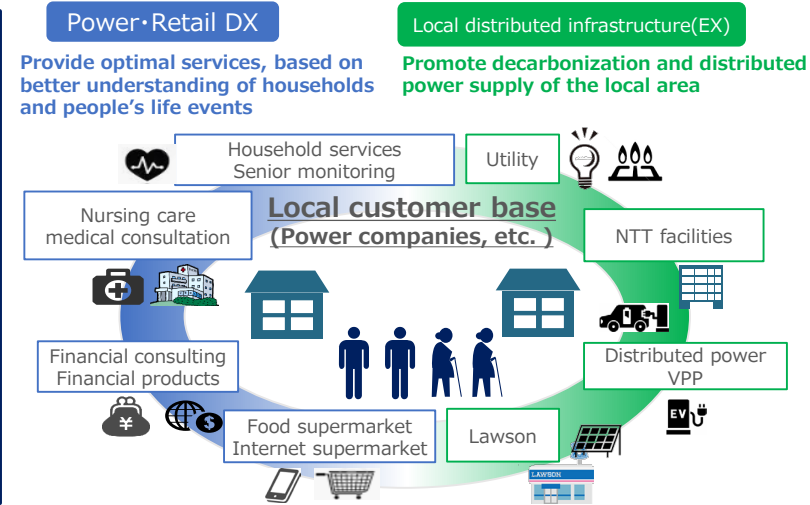 Power・Retail DX
Local distributed infrastructure(EX)
Provide optimal services, based on
better understanding of households
and people's life events
Promote decarbonization and distributed
power supply of the local area
Household services
Senior monitoring
Utility
Nursing care
medical consultation
Local customer base
(Power companies, etc. )
NTT facilities
Financial consulting
Financial products
¥
$
Distributed power
VPP
EV
Food supermarket
Internet supermarket
Lawson
LAWSON